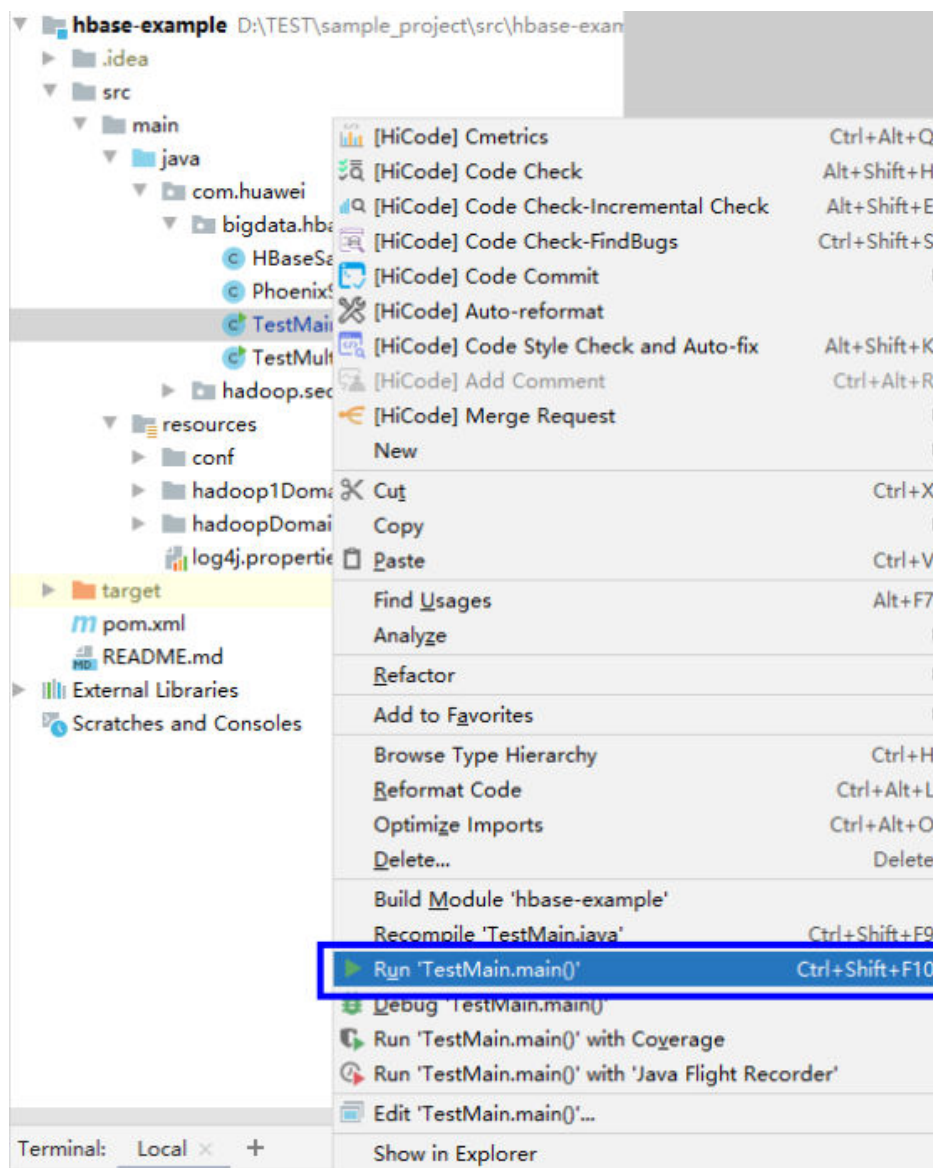 hbase-example D:\TEST\sample_project\src\hbase-exam
.idea
src
main
java
com.huawei
bigdata.hba
HBaseSa
PhoenixS
TestMain
TestMult
hadoop.sec
resources
conf
hadoop1Doma
hadoopDomai
log4j.propertie
target
pom.xml
README.md
External Libraries
Scratches and Consoles
[HiCode] Cmetrics Ctrl+Alt+Q
[HiCode] Code Check Alt+Shift+H
[HiCode] Code Check-Incremental Check Alt+Shift+E
[HiCode] Code Check-FindBugs Ctrl+Shift+S
[HiCode] Code Commit
[HiCode] Auto-reformat
[HiCode] Code Style Check and Auto-fix Alt+Shift+K
[HiCode] Add Comment Ctrl+Alt+R
[HiCode] Merge Request
New
Cut Ctrl+X
Copy
Paste Ctrl+V
Find Usages Alt+F7
Analyze
Refactor
Add to Favorites
Browse Type Hierarchy Ctrl+H
Reformat Code Ctrl+Alt+L
Optimize Imports Ctrl+Alt+O
Delete... Delete
Build Module 'hbase-example'
Recompile 'TestMain.java' Ctrl+Shift+F9
Run 'TestMain.main()' Ctrl+Shift+F10
Debug 'TestMain.main()'
Run 'TestMain.main()' with Coverage
Run 'TestMain.main()' with 'Java Flight Recorder'
Edit 'TestMain.main()'...
Show in Explorer
Terminal: Local × +